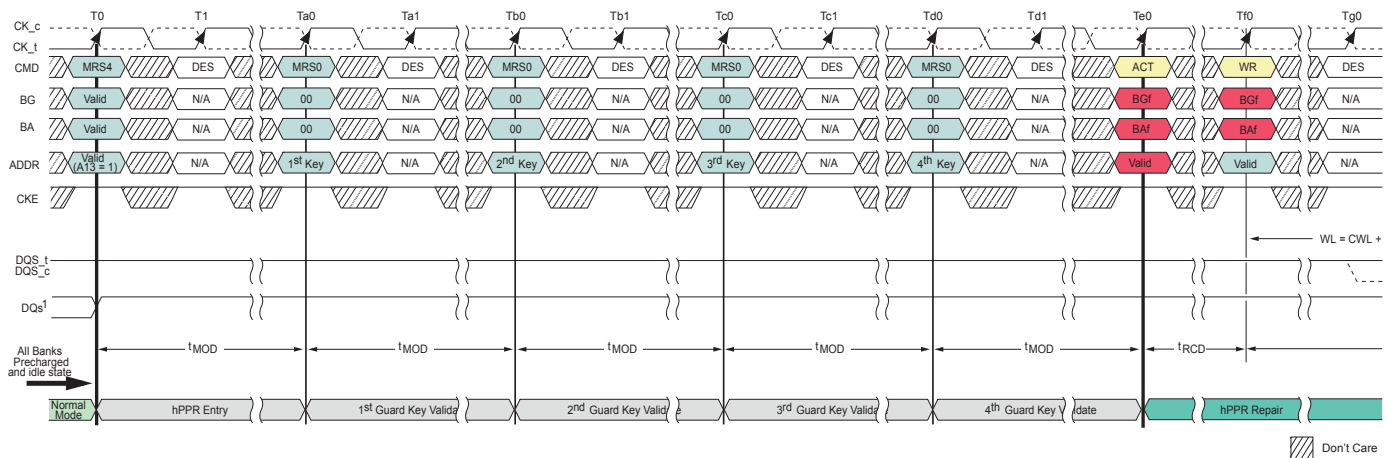 T0 T1 Ta0 Ta1 Tb0 Tb1 Tc0 Tc1 Td0 Td1 Te0 Tf0 Tg0
CK_c
CK_t
CMD MRS4 DES MRS0 DES MRS0 DES MRS0 DES MRS0 DES ACT WR DES
BG Valid N/A 00 N/A 00 N/A 00 N/A 00 N/A BGf BGf N/A
BA Valid N/A 00 N/A 00 N/A 00 N/A 00 N/A BAf BAf N/A
ADDR Valid (A13 = 1) N/A 1st Key N/A 2nd Key N/A 3rd Key N/A 4th Key N/A Valid Valid N/A
CKE
WL = CWL +
DQS_t
DQS_c
DQs1
tMOD tMOD tMOD tMOD tMOD tRCD
All Banks
Precharged
and idle state
Normal Mode hPPR Entry 1st Guard Key Valida 2nd Guard Key Valid e 3rd Guard Key Valida 4th Guard Key V idate hPPR Repair
Don't Care